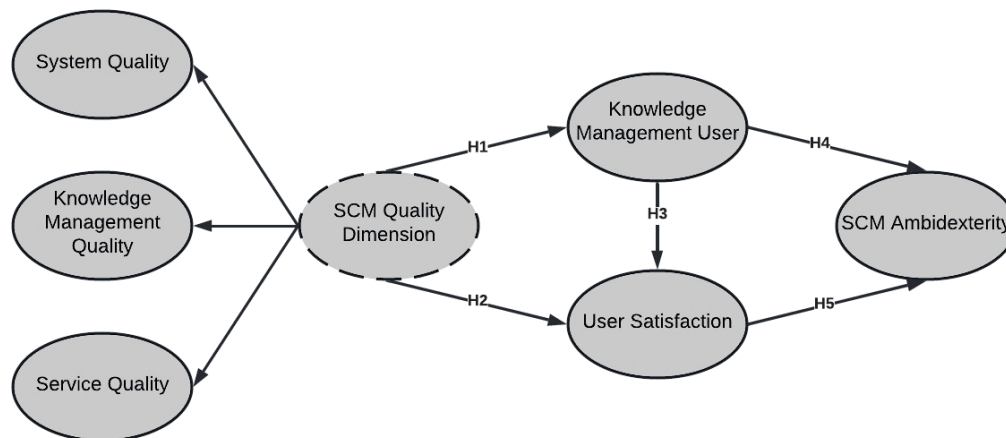 System Quality
Knowledge
Management
Quality
Service Quality
SCM Quality
Dimension
H1
H2
Knowledge
Management User
H3
User Satisfaction
H4
H5
SCM Ambidexterity